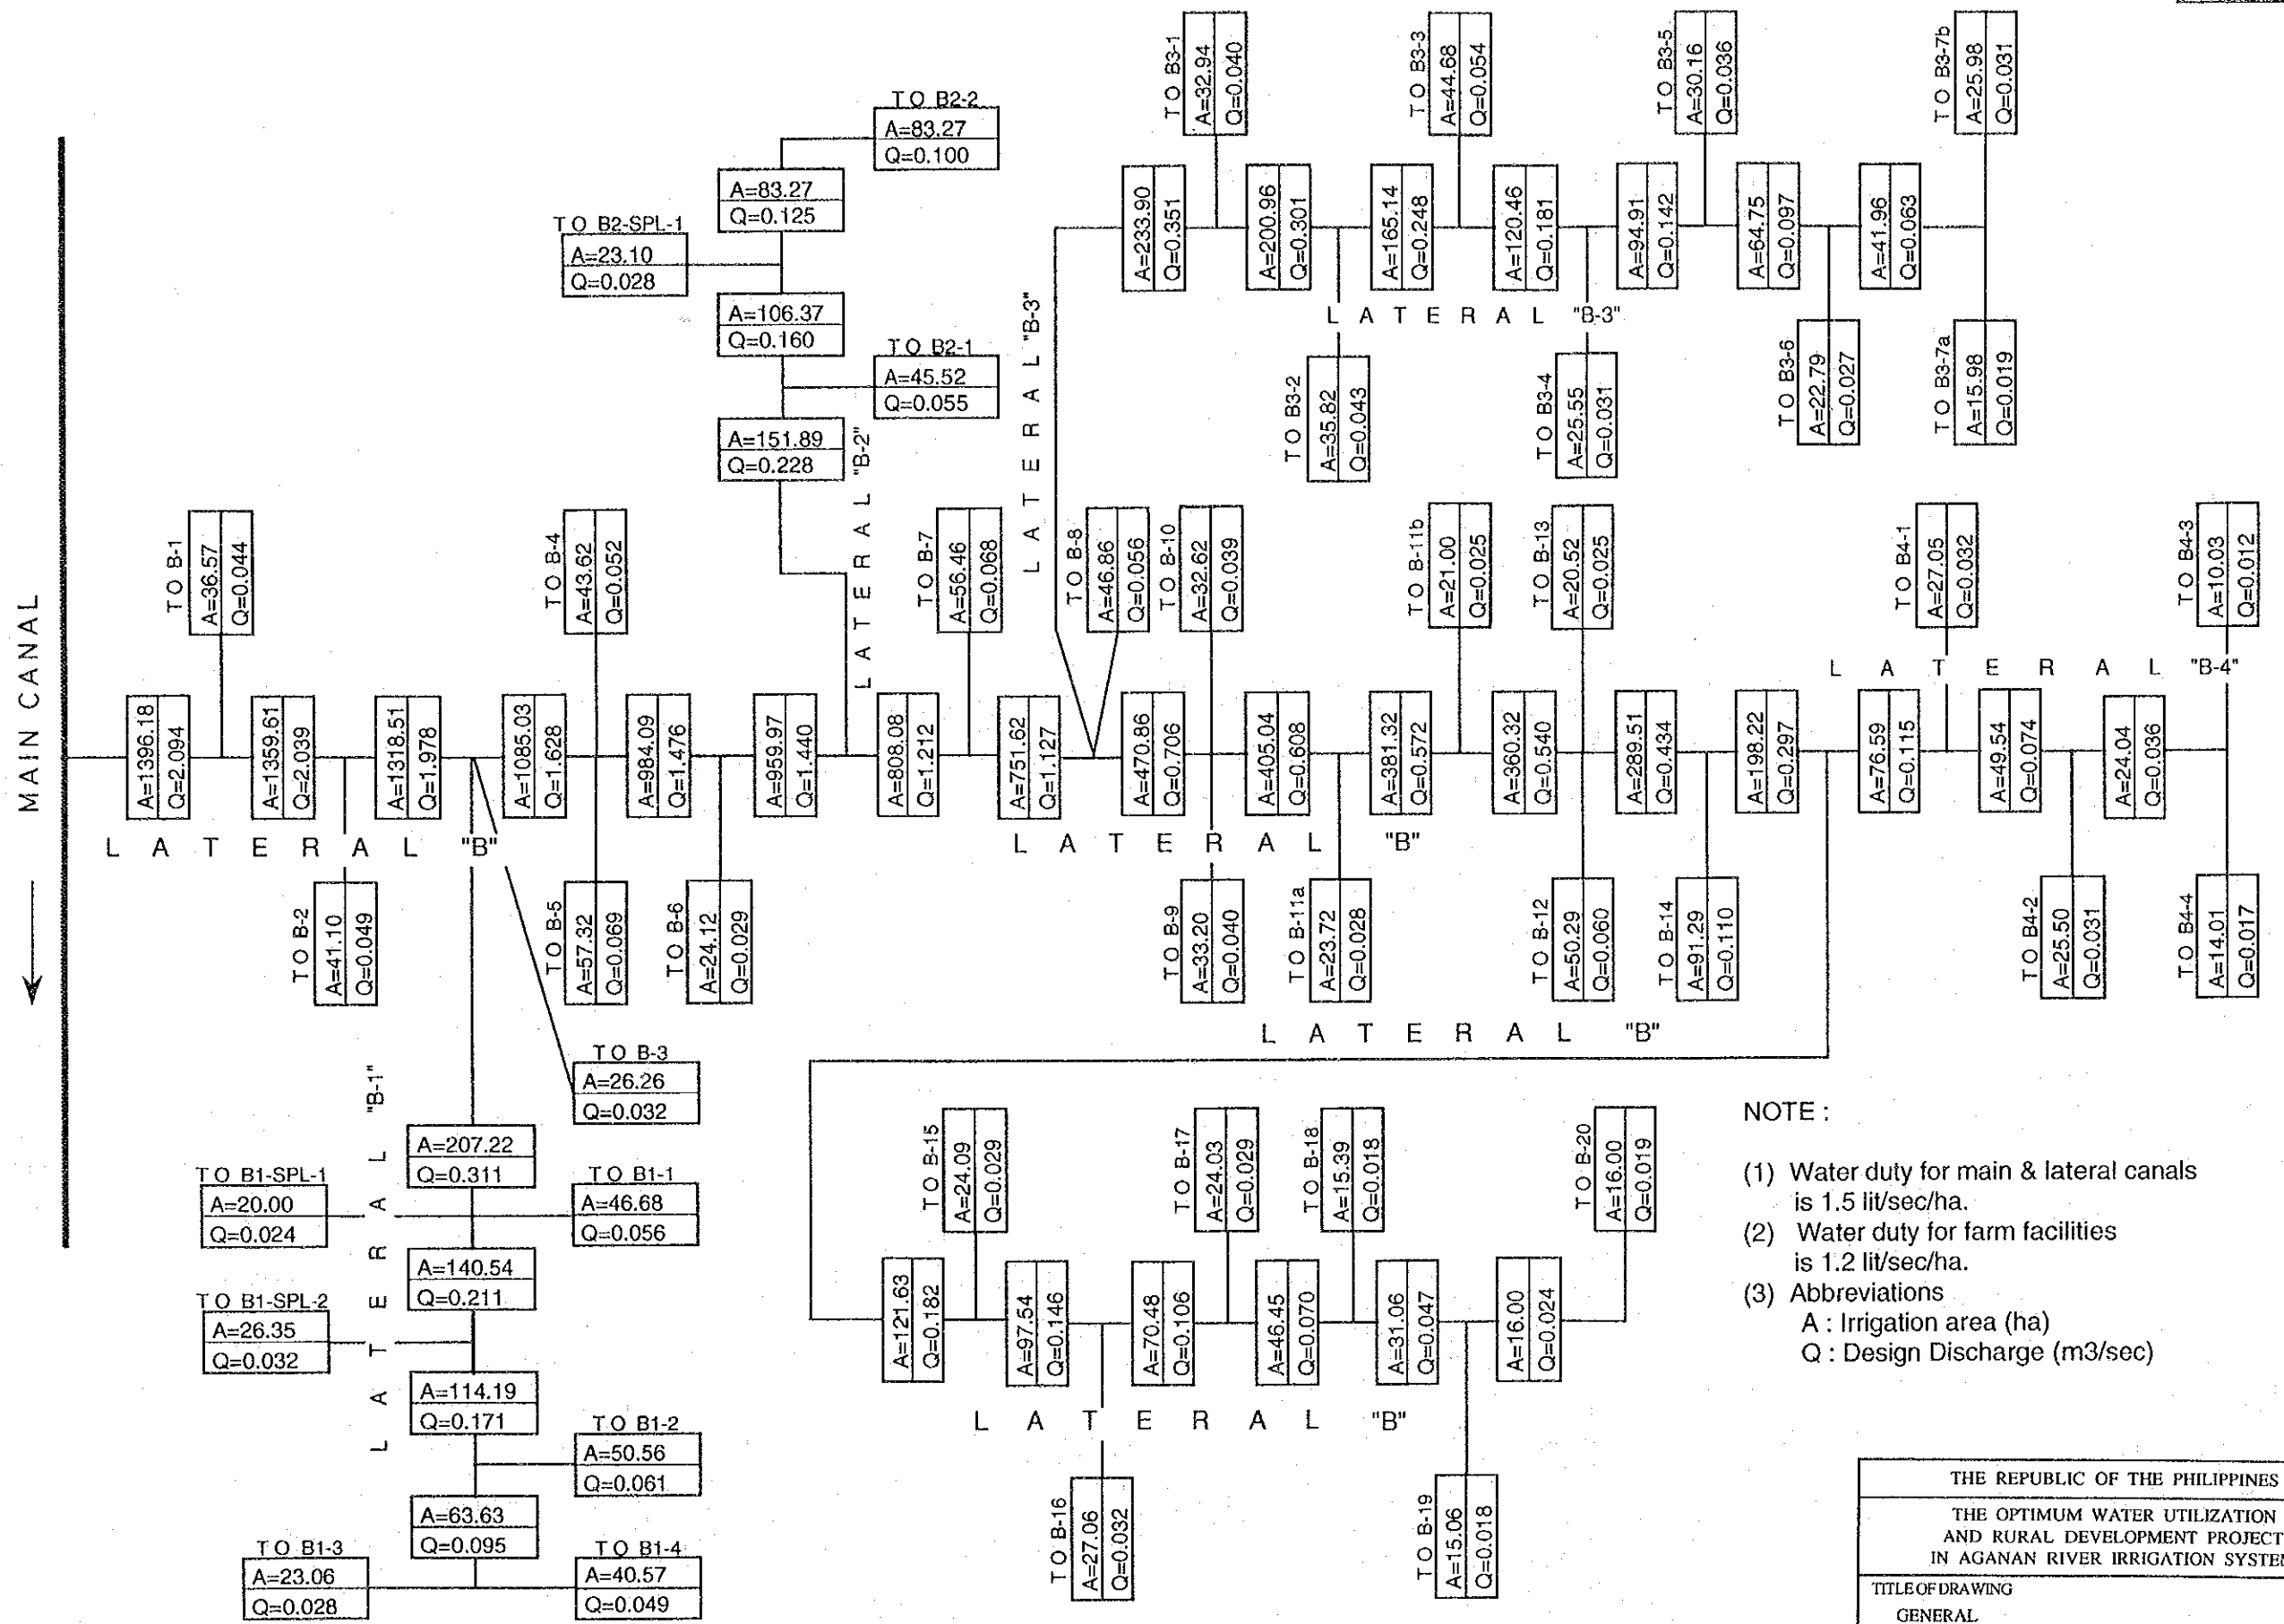 MAIN CANAL
TO B-1
A=36.57
Q=0.044
A=1396.18
Q=2.094
A=1359.61
Q=2.039
A=1318.51
Q=1.978
LATERAL "B"
TO B-2
A=41.10
Q=0.049
A=1085.03
Q=1.628
TO B-4
A=43.62
Q=0.052
TO B-5
A=57.32
Q=0.069
A=984.09
Q=1.476
TO B-6
A=24.12
Q=0.029
A=959.97
Q=1.440
TO B2-2
A=83.27
Q=0.100
A=83.27
Q=0.125
TO B2-SPL-1
A=23.10
Q=0.028
A=106.37
Q=0.160
TO B2-1
A=45.52
Q=0.055
A=151.89
Q=0.228
LATERAL "B-2"
A=808.08
Q=1.212
TO B-7
A=56.46
Q=0.068
A=751.62
Q=1.127
LATERAL "B-3"
TO B-8
A=46.86
Q=0.056
TO B3-1
A=32.94
Q=0.040
TO B3-3
A=44.68
Q=0.054
TO B3-5
A=30.16
Q=0.036
TO B3-7b
A=25.98
Q=0.031
A=233.90
Q=0.351
A=200.96
Q=0.301
A=165.14
Q=0.248
A=120.46
Q=0.181
A=94.91
Q=0.142
A=64.75
Q=0.097
A=41.96
Q=0.063
LATERAL "B-3"
TO B3-2
A=35.82
Q=0.043
TO B3-4
A=25.55
Q=0.031
TO B3-6
A=22.79
Q=0.027
TO B3-7a
A=15.98
Q=0.019
TO B-10
A=32.62
Q=0.039
TO B-11b
A=21.00
Q=0.025
TO B-13
A=20.52
Q=0.025
TO B4-1
A=27.05
Q=0.032
TO B4-3
A=10.03
Q=0.012
LATERAL "B-4"
A=470.86
Q=0.706
A=405.04
Q=0.608
A=381.32
Q=0.572
A=360.32
Q=0.540
A=289.51
Q=0.434
A=198.22
Q=0.297
A=76.59
Q=0.115
A=49.54
Q=0.074
A=24.04
Q=0.036
LATERAL "B"
TO B-9
A=33.20
Q=0.040
TO B-11a
A=23.72
Q=0.028
TO B-12
A=50.29
Q=0.060
TO B-14
A=91.29
Q=0.110
TO B4-2
A=25.50
Q=0.031
TO B4-4
A=14.01
Q=0.017
LATERAL "B"
TO B-3
A=26.26
Q=0.032
LATERAL "B-1"
A=207.22
Q=0.311
TO B1-SPL-1
A=20.00
Q=0.024
TO B1-1
A=46.68
Q=0.056
A=140.54
Q=0.211
TO B1-SPL-2
A=26.35
Q=0.032
A=114.19
Q=0.171
TO B1-2
A=50.56
Q=0.061
A=63.63
Q=0.095
TO B1-3
A=23.06
Q=0.028
TO B1-4
A=40.57
Q=0.049
TO B-15
A=24.09
Q=0.029
TO B-17
A=24.03
Q=0.029
TO B-18
A=15.39
Q=0.018
TO B-20
A=16.00
Q=0.019
A=121.63
Q=0.182
A=97.54
Q=0.146
A=70.48
Q=0.106
A=46.45
Q=0.070
A=31.06
Q=0.047
A=16.00
Q=0.024
LATERAL "B"
TO B-16
A=27.06
Q=0.032
TO B-19
A=15.06
Q=0.018
NOTE :
(1) Water duty for main & lateral canals
is 1.5 lit/sec/ha.
(2) Water duty for farm facilities
is 1.2 lit/sec/ha.
(3) Abbreviations
A : Irrigation area (ha)
Q : Design Discharge (m3/sec)
THE REPUBLIC OF THE PHILIPPINES
THE OPTIMUM WATER UTILIZATION
AND RURAL DEVELOPMENT PROJECT
IN AGANAN RIVER IRRIGATION SYSTEM
TITLE OF DRAWING
GENERAL